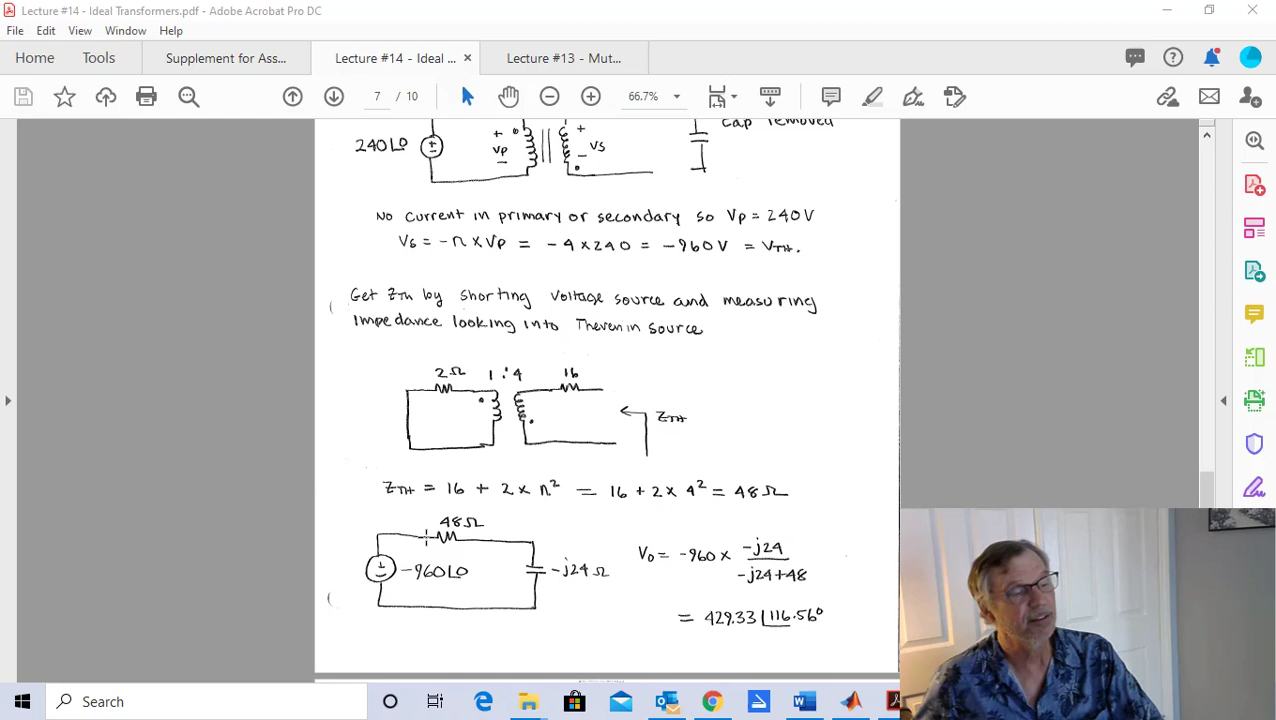 Lecture #14 - Ideal Transformers.pdf - Adobe Acrobat Pro DC
File Edit View Window Help
Home Tools Supplement for Ass... Lecture #14 - Ideal ... × Lecture #13 - Mut...
7 / 10 66.7%
cap removed
240∠0 + Vp − + Vs −
No current in primary or secondary so Vp = 240V
Vs = -n × Vp = -4 × 240 = -960V = VTH.
Get ZTH by shorting voltage source and measuring
impedance looking into Thevenin source
2Ω 1:4 16
ZTH
ZTH = 16 + 2 × n² = 16 + 2 × 4² = 48Ω
48Ω
-960∠0 -j24Ω
Vo = -960 × -j24 / -j24+48
= 429.33 ∠116.56°
Search